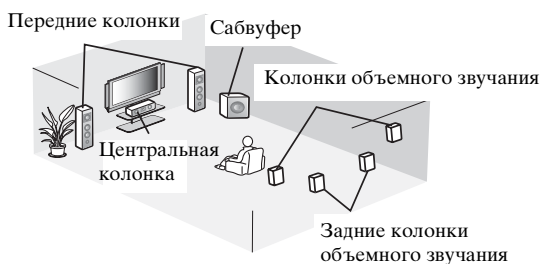 Передние колонки
Сабвуфер
Колонки объемного звучания
Центральная
колонка
Задние колонки
объемного звучания